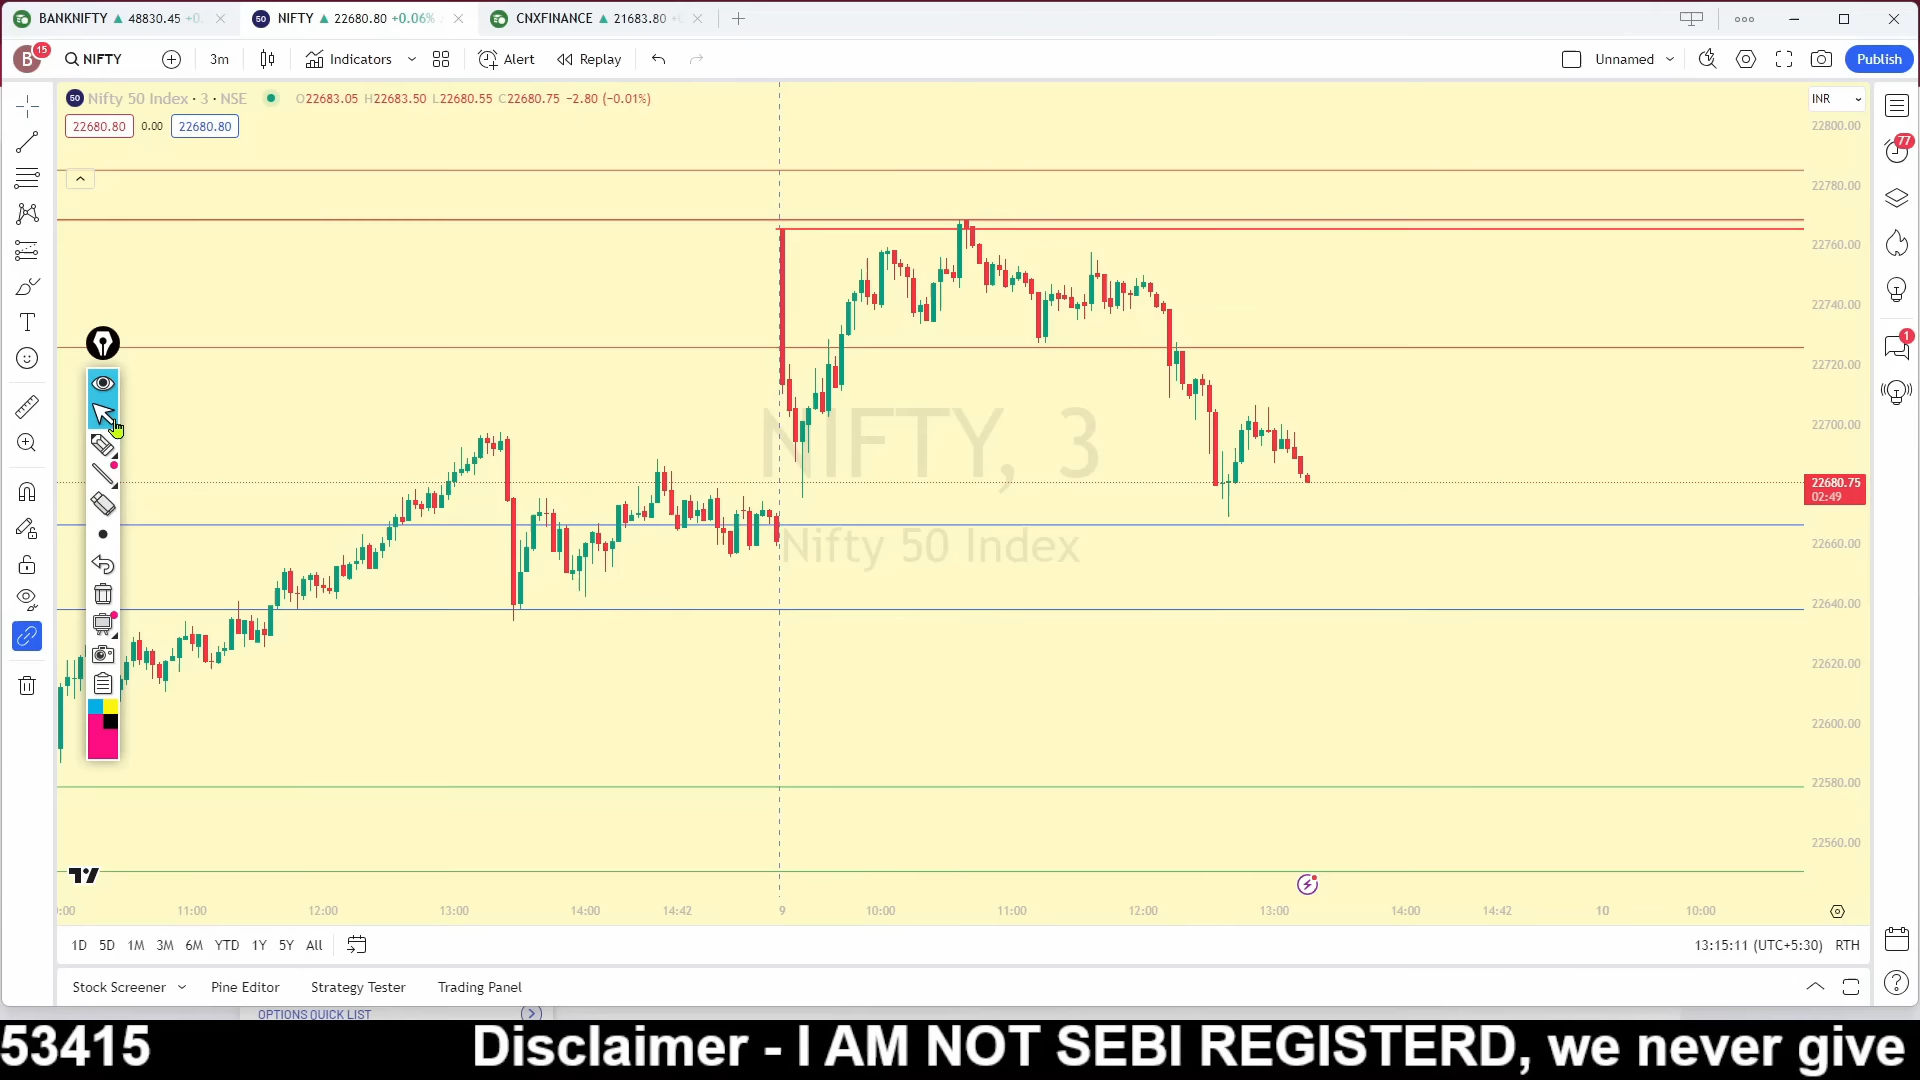 BANKNIFTY ▲ 48830.45 +0.
NIFTY ▲ 22680.80 +0.06%
CNXFINANCE ▲ 21683.80 +
B 15
NIFTY
3m
Indicators
Alert
Replay
Unnamed
Publish
Nifty 50 Index · 3 · NSE
O22683.05 H22683.50 L22680.55 C22680.75 −2.80 (−0.01%)
22680.80 0.00 22680.80
INR
22800.00
22780.00
22760.00
22740.00
22720.00
22700.00
22680.75
02:49
22660.00
22640.00
22620.00
22600.00
22580.00
22560.00
77
1
NIFTY, 3
Nifty 50 Index
:00 11:00 12:00 13:00 14:00 14:42 9 10:00 11:00 12:00 13:00 14:00 14:42 10 10:00
1D 5D 1M 3M 6M YTD 1Y 5Y All
13:15:11 (UTC+5:30) RTH
Stock Screener Pine Editor Strategy Tester Trading Panel
OPTIONS QUICK LIST
53415 Disclaimer - I AM NOT SEBI REGISTERD, we never give